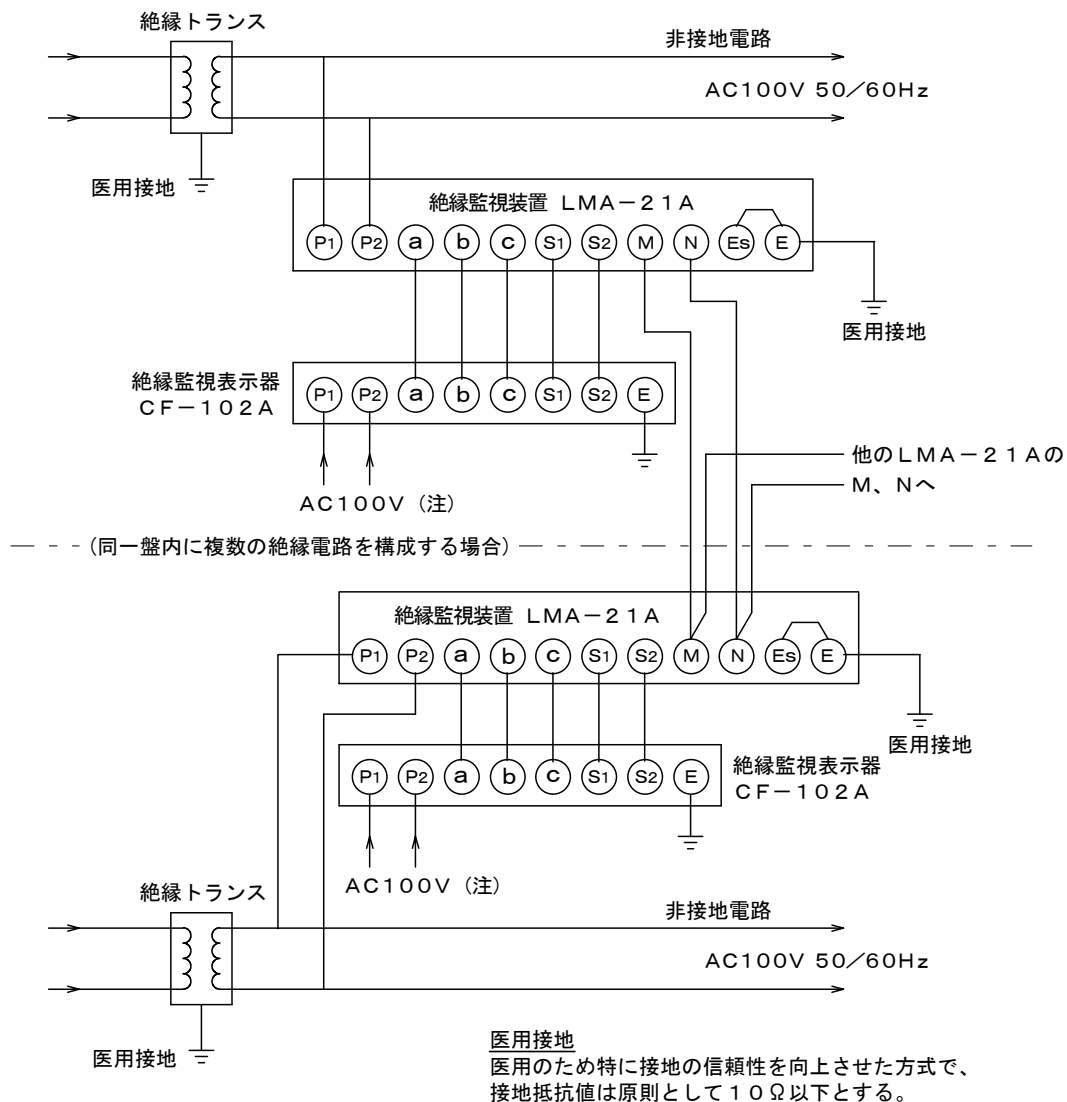 絶縁トランス
非接地電路
AC100V 50/60Hz
医用接地
絶縁監視装置 LMA-21A
P1 P2 a b c S1 S2 M N Es E
医用接地
絶縁監視表示器
CF-102A
P1 P2 a b c S1 S2 E
他のLMA-21Aの
M、Nへ
AC100V(注)
(同一盤内に複数の絶縁電路を構成する場合)
絶縁監視装置 LMA-21A
P1 P2 a b c S1 S2 M N Es E
医用接地
絶縁監視表示器
CF-102A
P1 P2 a b c S1 S2 E
AC100V(注)
絶縁トランス
非接地電路
AC100V 50/60Hz
医用接地
医用接地
医用のため特に接地の信頼性を向上させた方式で、
接地抵抗値は原則として10Ω以下とする。